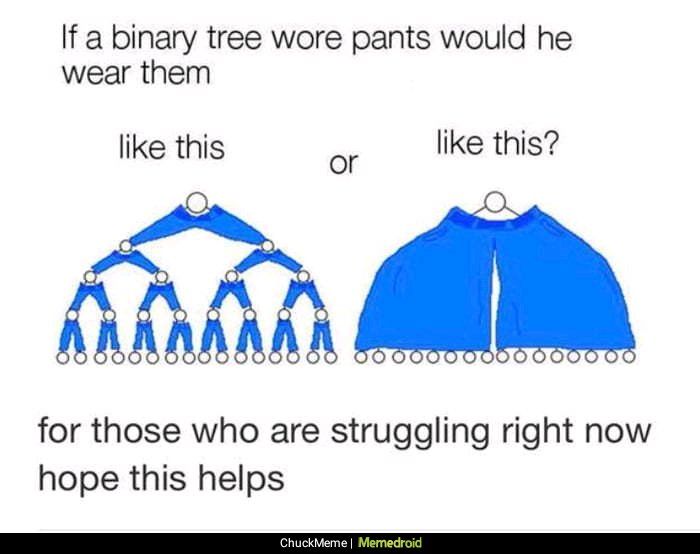 If a binary tree wore pants would he
wear them
like this
or
like this?
for those who are struggling right now
hope this helps
ChuckMeme | Memedroid